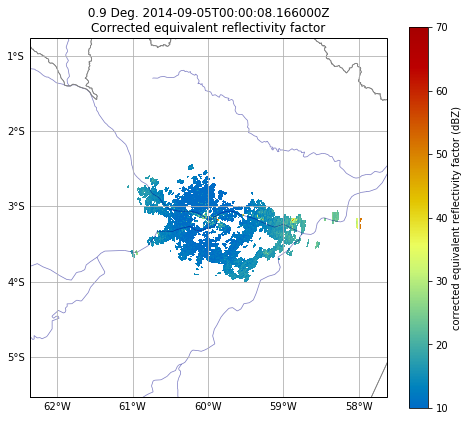 0.9 Deg. 2014-09-05T00:00:08.166000Z
Corrected equivalent reflectivity factor
1°S
2°S
3°S
4°S
5°S
62°W 61°W 60°W 59°W 58°W
70
60
50
40
30
20
10
corrected equivalent reflectivity factor (dBZ)